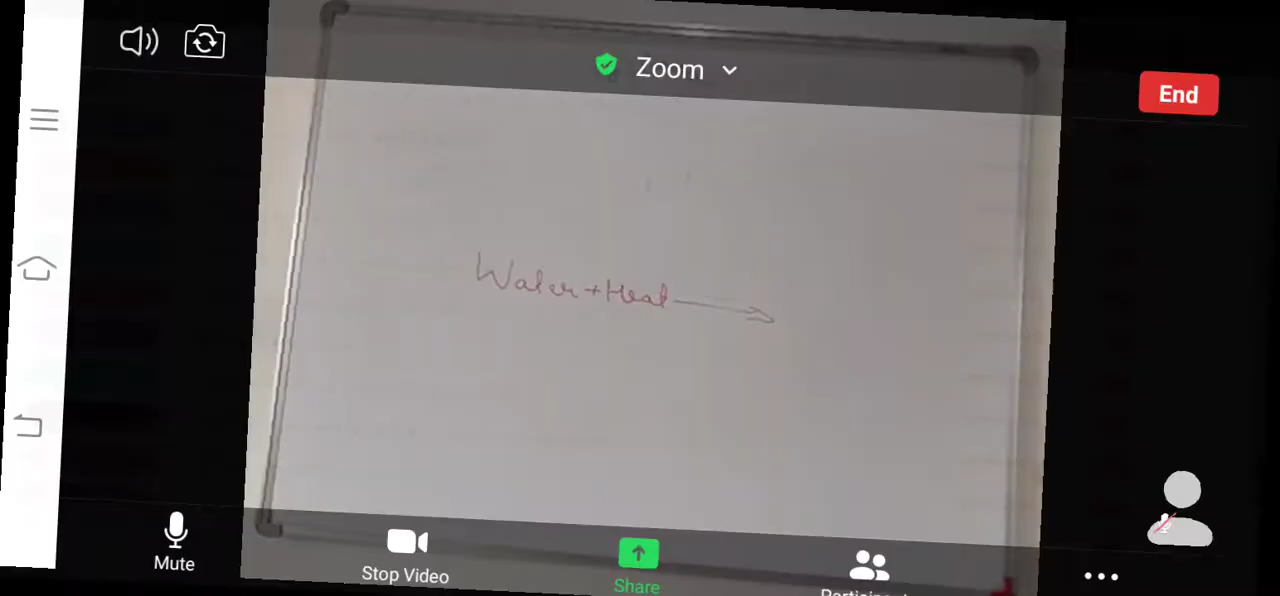 Zoom
End
Water + Heat →
Mute
Stop Video
Share